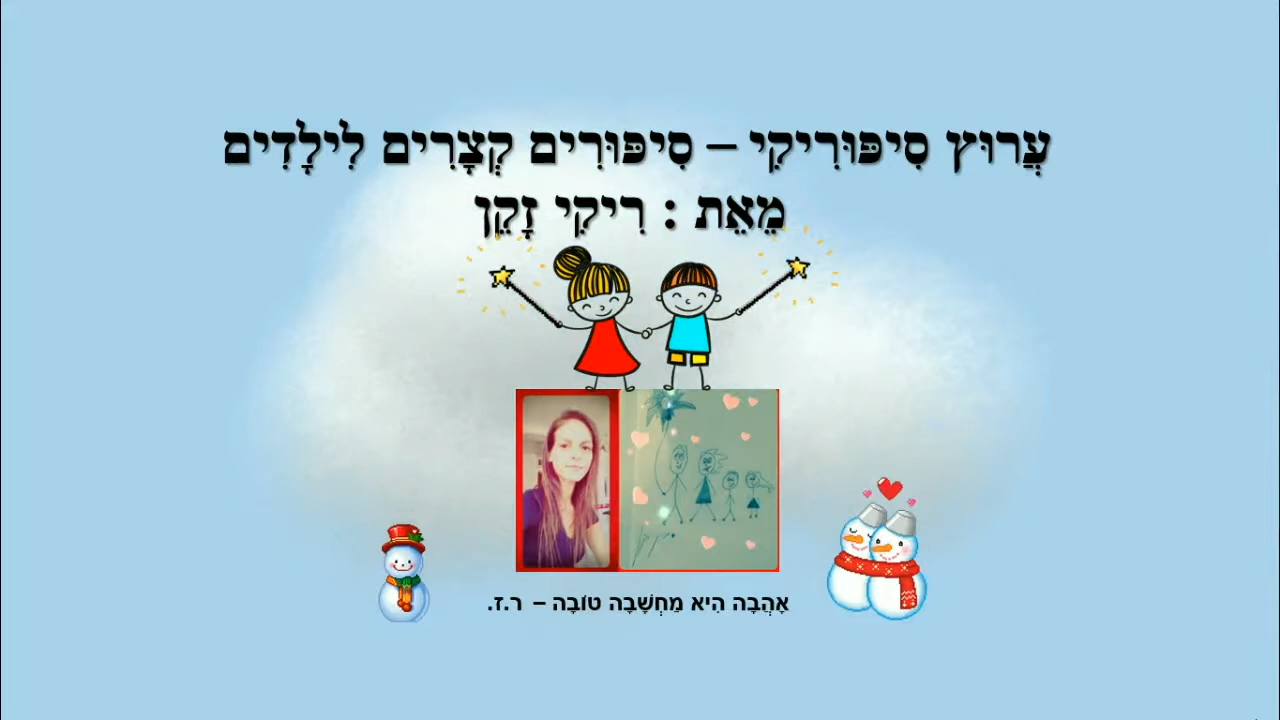 עֲרוּץ סִיפּוּרִיקִי – סִיפּוּרִים קְצָרִים לִילָדִים
מֵאֵת : רִיקִי זָקֵן
אָהֲבָה הִיא מַחְשָׁבָה טוֹבָה – ר.ז.